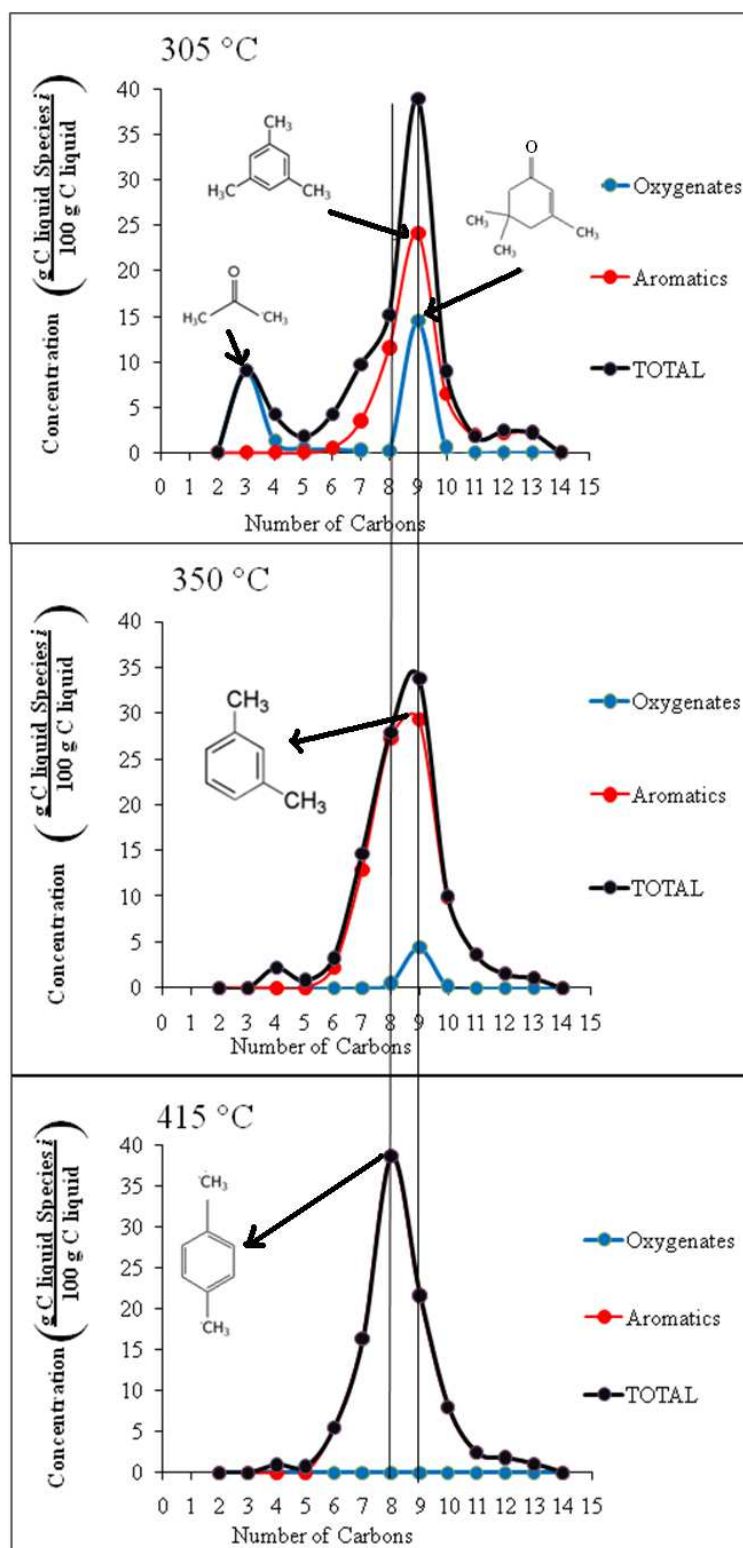 305 °C
Concentration (g C liquid Species i / 100 g C liquid)
40
35
30
25
20
15
10
5
0
0 1 2 3 4 5 6 7 8 9 10 11 12 13 14 15
Number of Carbons
CH₃
H₃C CH₃
O
H₃C CH₃
O
CH₃
CH₃ CH₃
Oxygenates
Aromatics
TOTAL
350 °C
Concentration (g C liquid Species i / 100 g C liquid)
40
35
30
25
20
15
10
5
0
0 1 2 3 4 5 6 7 8 9 10 11 12 13 14 15
Number of Carbons
CH₃
CH₃
Oxygenates
Aromatics
TOTAL
415 °C
Concentration (g C liquid Species i / 100 g C liquid)
40
35
30
25
20
15
10
5
0
0 1 2 3 4 5 6 7 8 9 10 11 12 13 14 15
Number of Carbons
CH₃
CH₃
Oxygenates
Aromatics
TOTAL